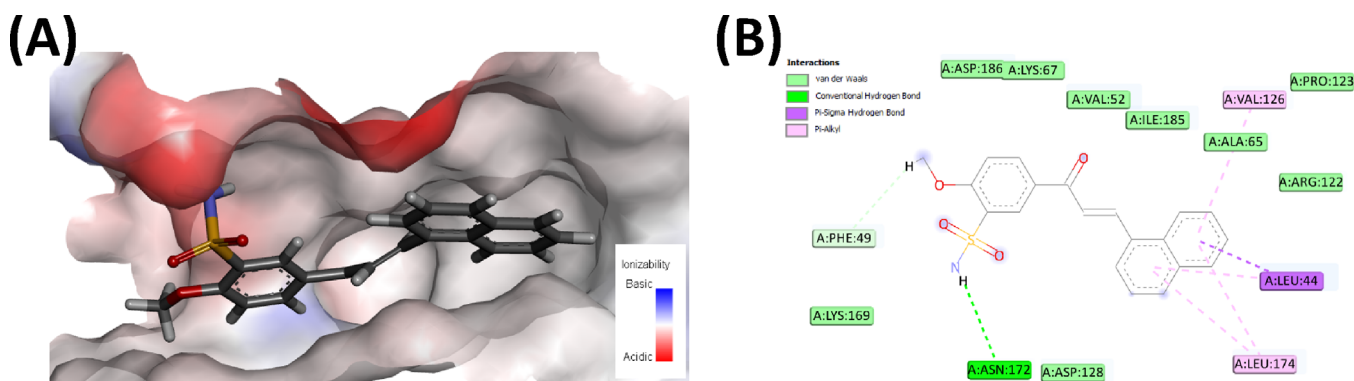 (A)
Ionizability
Basic
Acidic
(B)
Interactions
van der Waals
Conventional Hydrogen Bond
Pi-Sigma Hydrogen Bond
Pi-Alkyl
A:ASP:186
A:LYS:67
A:VAL:52
A:ILE:185
A:VAL:126
A:PRO:123
A:ALA:65
A:ARG:122
H
O
O
A:PHE:49
O
S
O
N
H
A:LEU:44
A:LYS:169
A:ASN:172
A:ASP:128
A:LEU:174